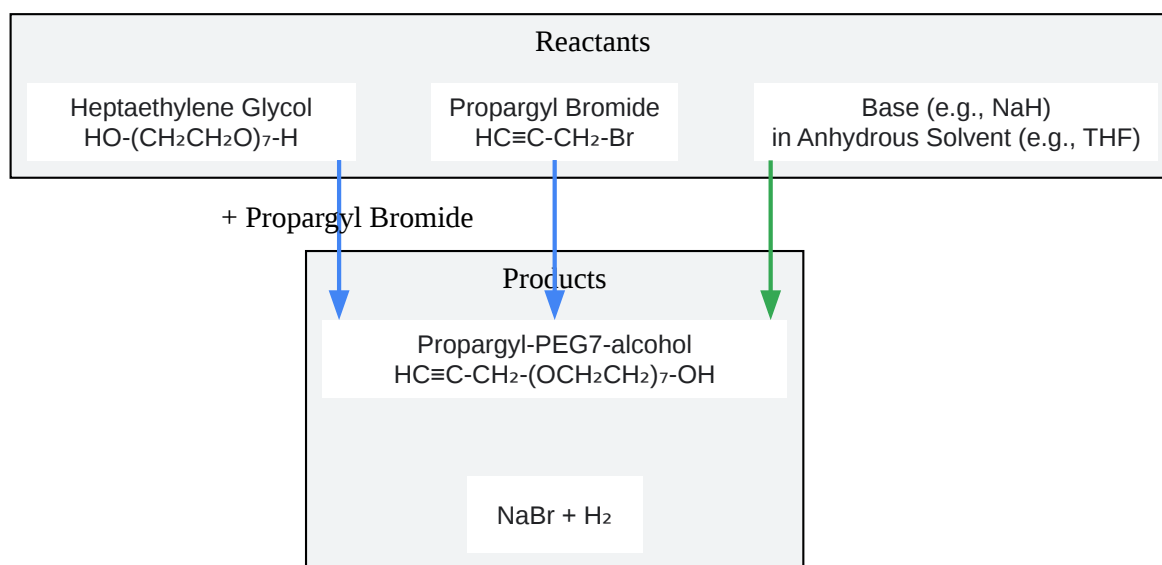 Reactants
Heptaethylene Glycol
HO-(CH₂CH₂O)₇-H
Propargyl Bromide
HC≡C-CH₂-Br
Base (e.g., NaH)
in Anhydrous Solvent (e.g., THF)
+ Propargyl Bromide
Products
Propargyl-PEG7-alcohol
HC≡C-CH₂-(OCH₂CH₂)₇-OH
NaBr + H₂